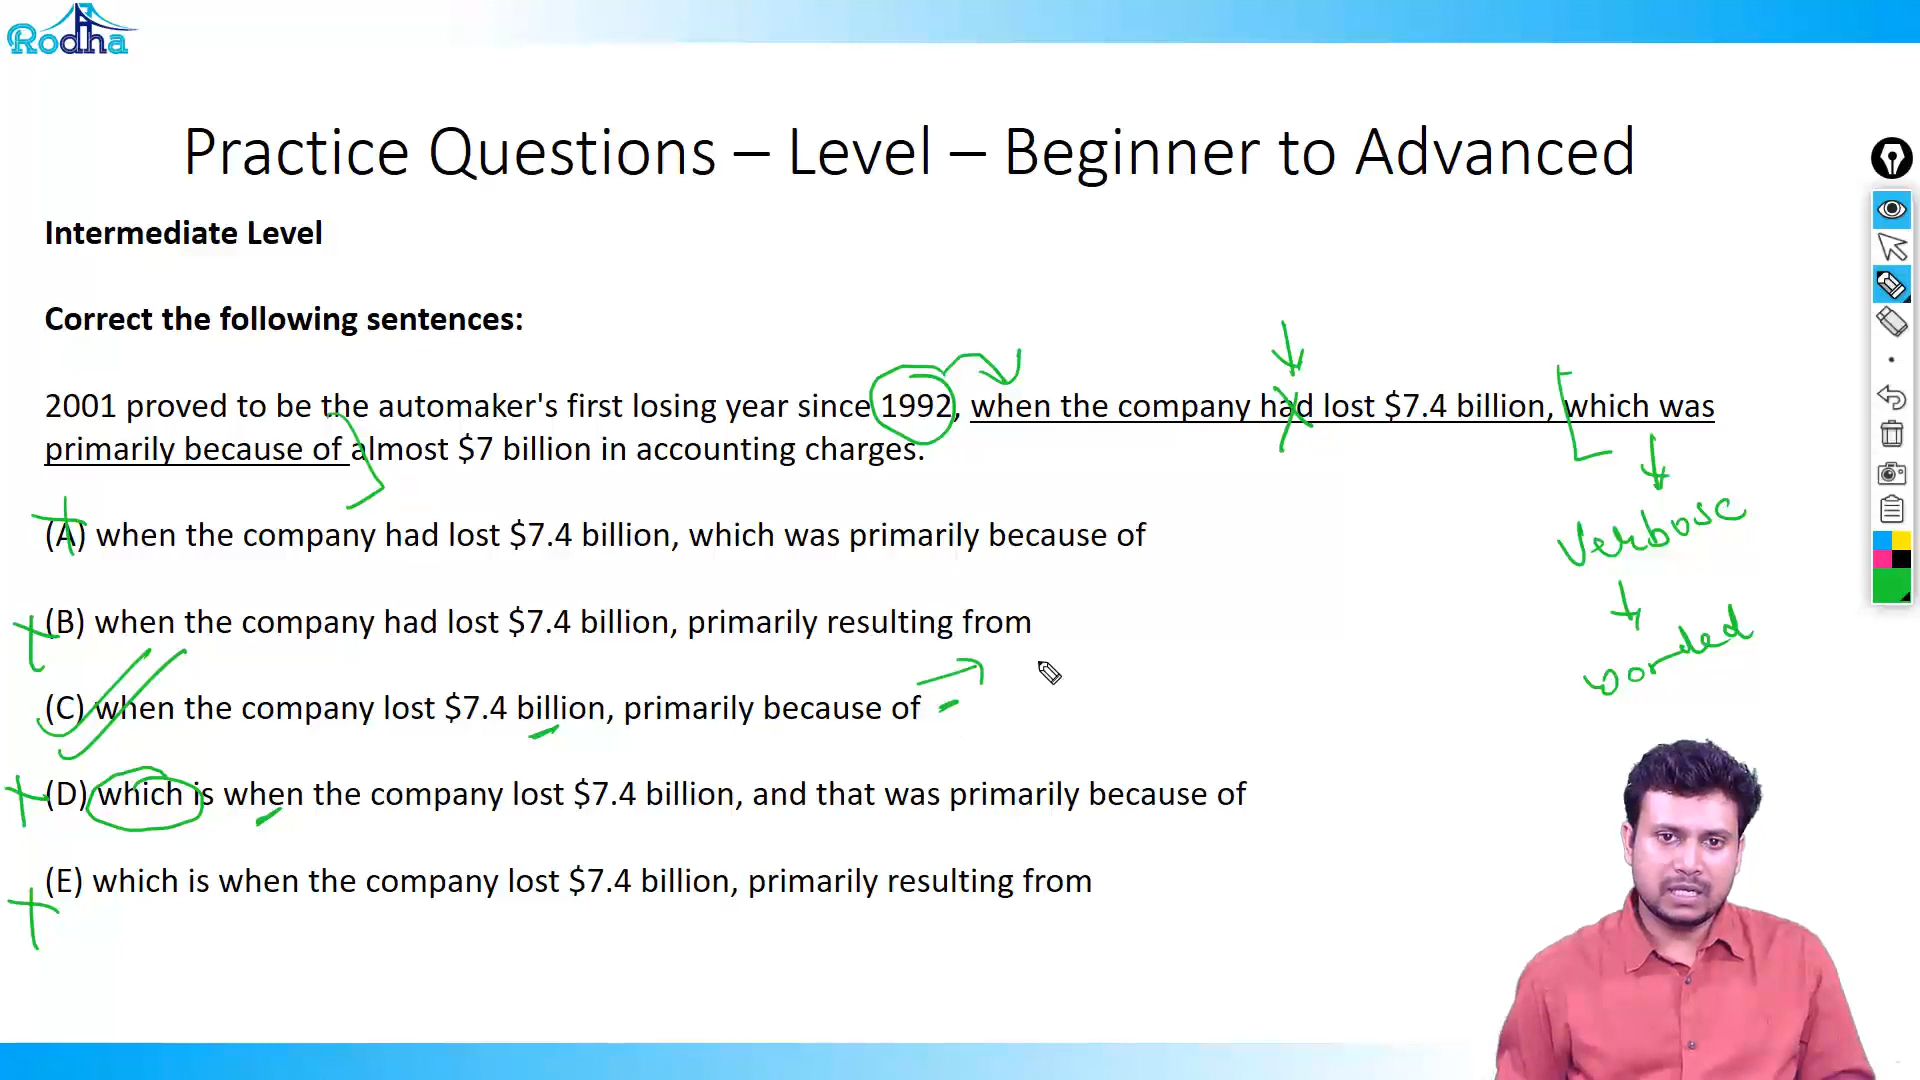 Rodha
Practice Questions – Level – Beginner to Advanced
Intermediate Level
Correct the following sentences:
2001 proved to be the automaker's first losing year since 1992, when the company had lost $7.4 billion, which was
primarily because of almost $7 billion in accounting charges.
(A) when the company had lost $7.4 billion, which was primarily because of
Verbose
(B) when the company had lost $7.4 billion, primarily resulting from
worded
(C) when the company lost $7.4 billion, primarily because of
(D) which is when the company lost $7.4 billion, and that was primarily because of
(E) which is when the company lost $7.4 billion, primarily resulting from